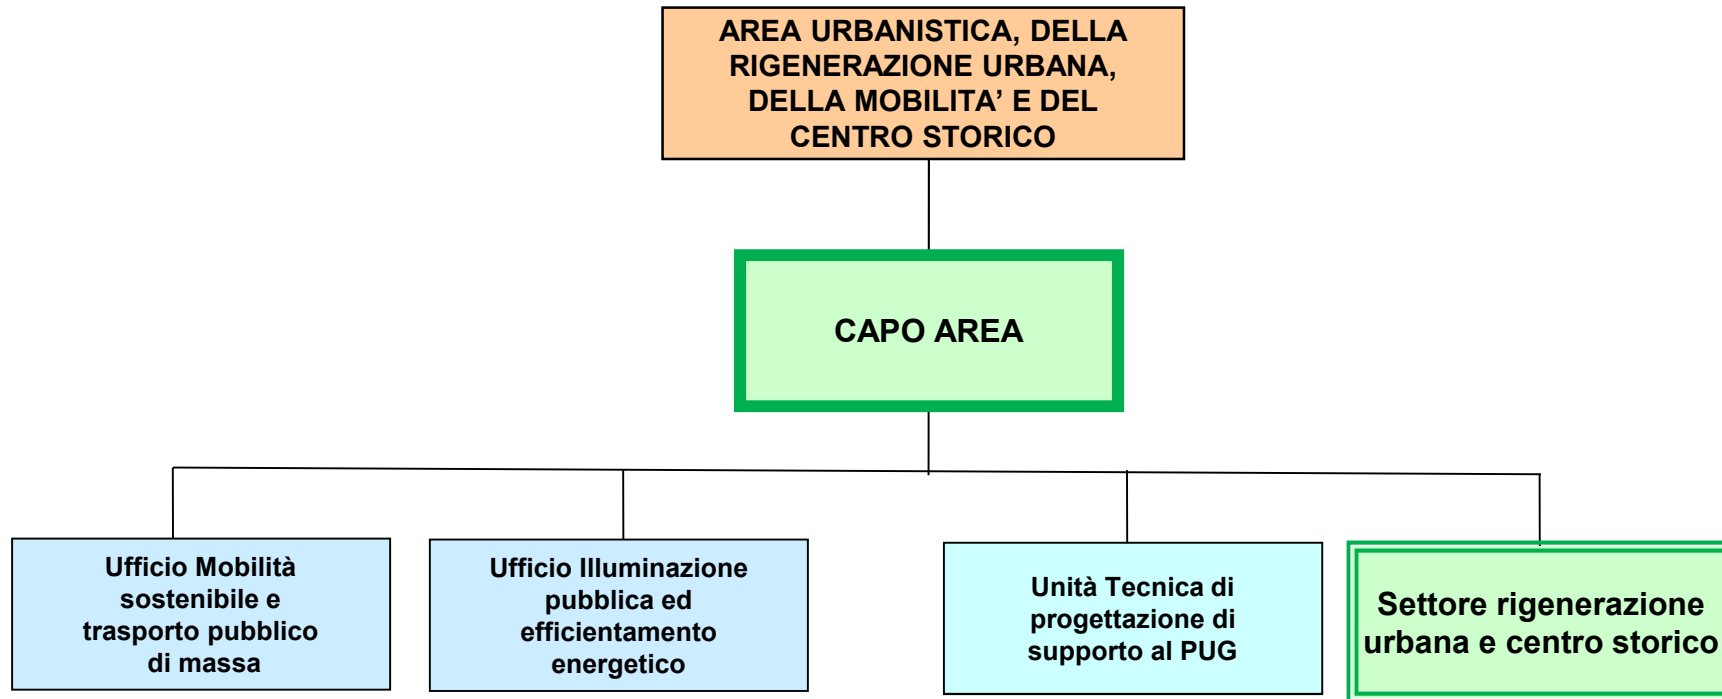 AREA URBANISTICA, DELLA
RIGENERAZIONE URBANA,
DELLA MOBILITA’ E DEL
CENTRO STORICO
CAPO AREA
Ufficio Mobilità
sostenibile e
trasporto pubblico
di massa
Ufficio Illuminazione
pubblica ed
efficientamento
energetico
Unità Tecnica di
progettazione di
supporto al PUG
Settore rigenerazione
urbana e centro storico